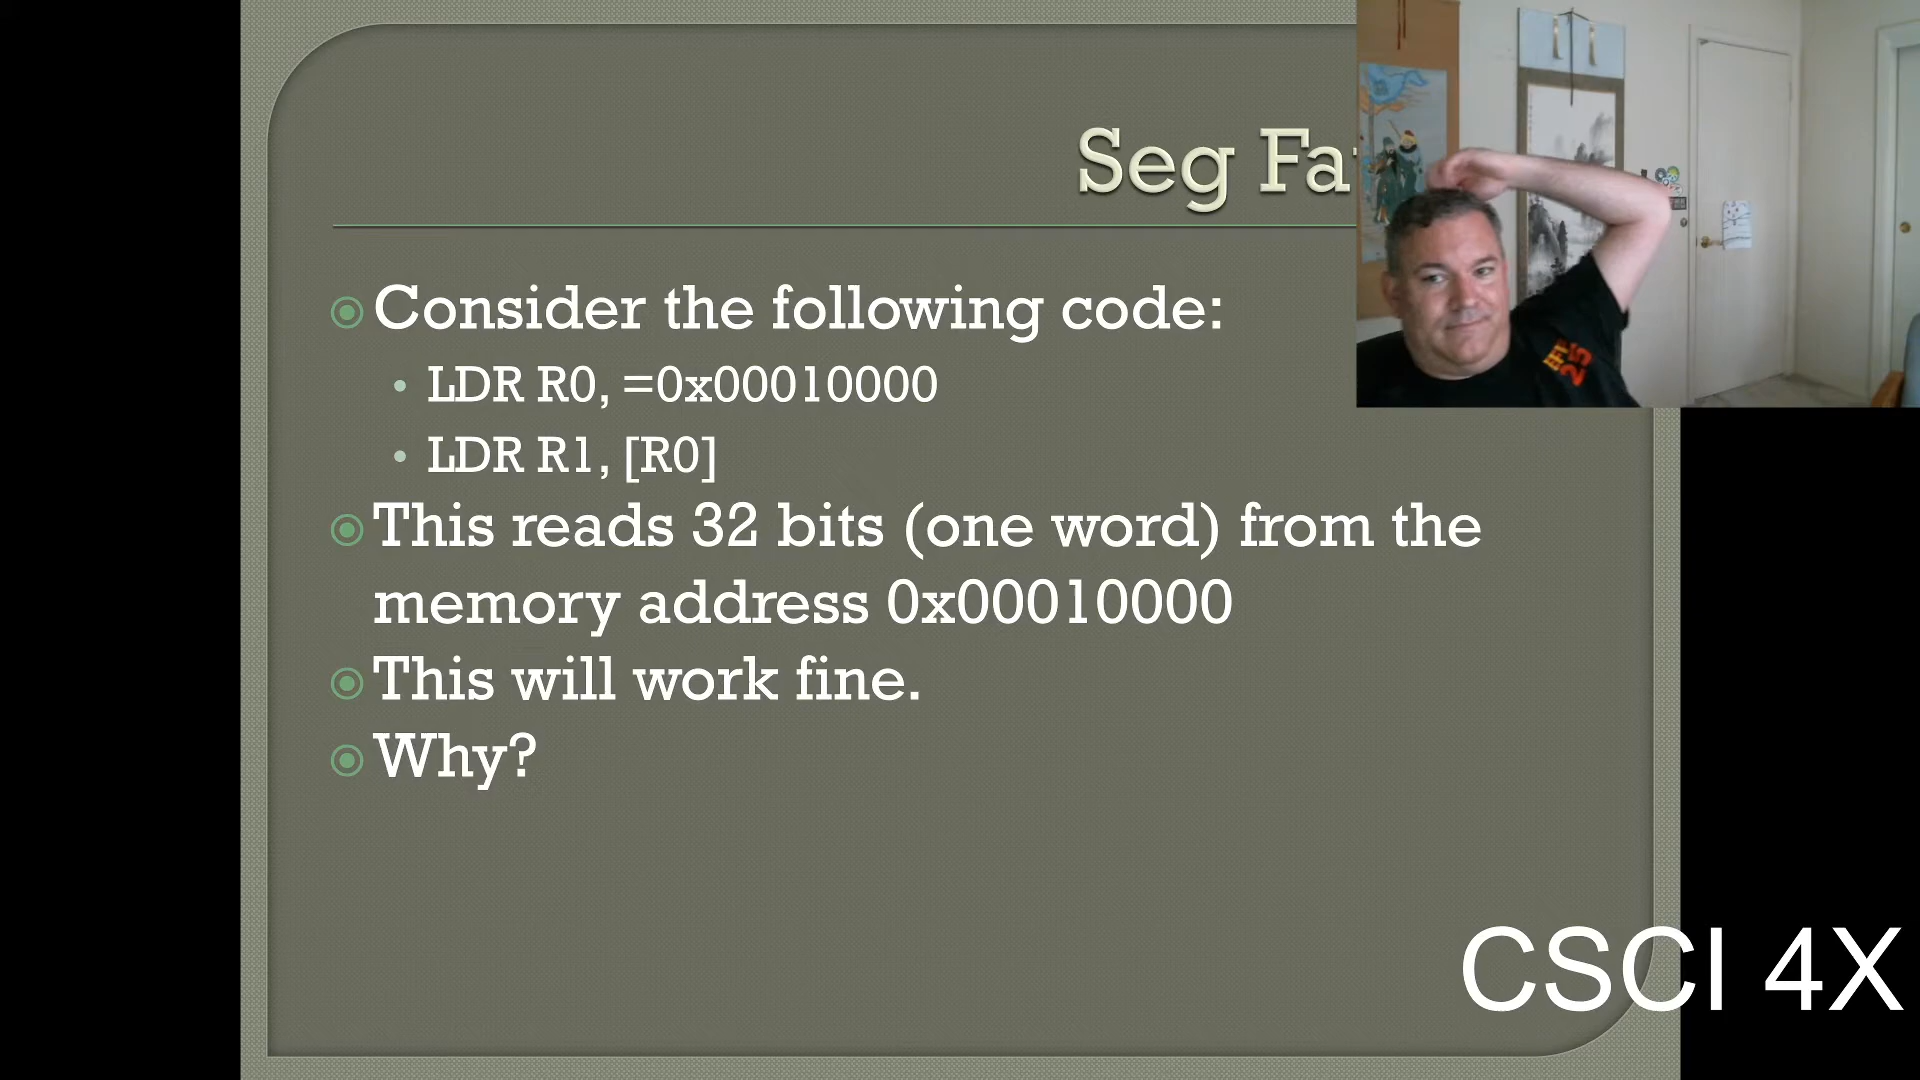 Seg Fa
Consider the following code:
LDR R0, =0x00010000
LDR R1, [R0]
This reads 32 bits (one word) from the
memory address 0x00010000
This will work fine.
Why?
25
CSCI 4X